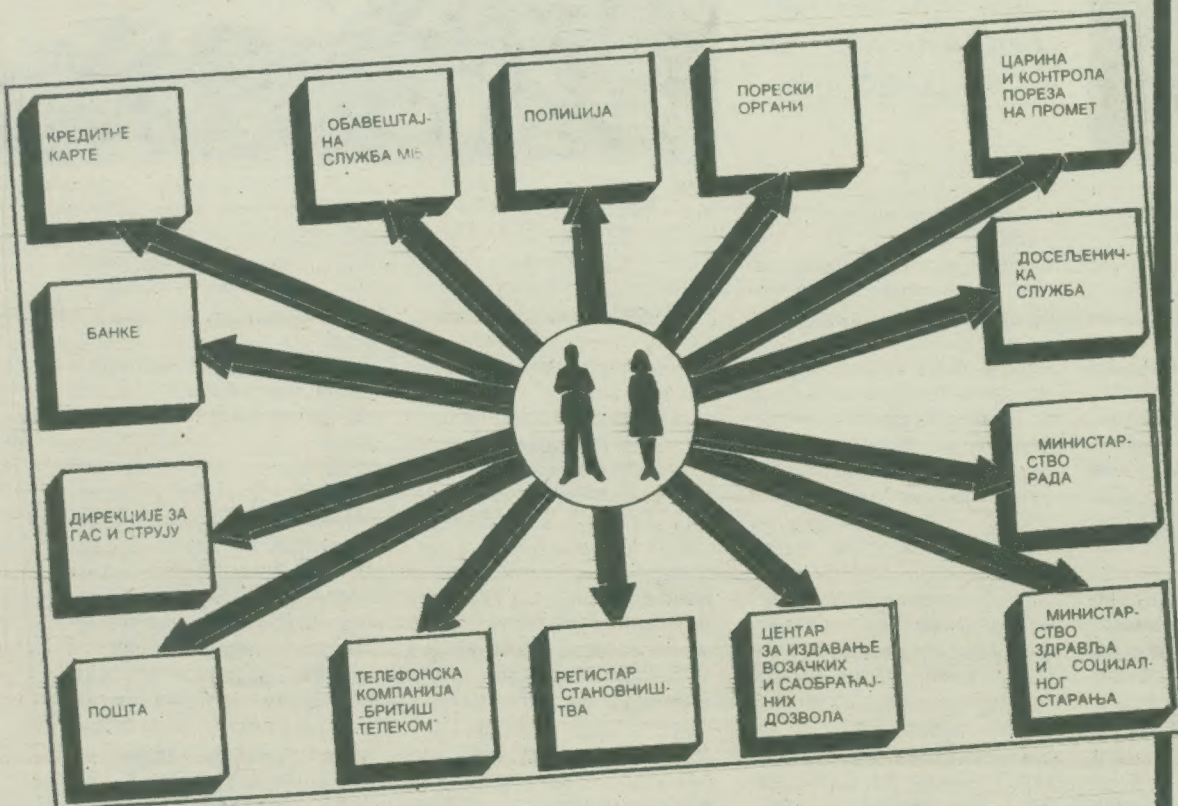 КРЕДИТНЕ
КАРТЕ
ОБАВЕШТАЈ-
НА
СЛУЖБА МІ5
ПОЛИЦИЈА
ПОРЕСКИ
ОРГАНИ
ЦАРИНА
И КОНТРОЛА
ПОРЕЗА
НА ПРОМЕТ
БАНКЕ
ДОСЕЉЕНИЧ-
КА
СЛУЖБА
ДИРЕКЦИЈЕ ЗА
ГАС И СТРУЈУ
МИНИСТАР-
СТВО
РАДА
ПОШТА
ТЕЛЕФОНСКА
КОМПАНИЈА
„БРИТИШ
ТЕЛЕКОМ"
РЕГИСТАР
СТАНОВНИШ-
ТВА
ЦЕНТАР
ЗА ИЗДАВАЊЕ
ВОЗАЧКИХ
И САОБРАЋАЈ-
НИХ
ДОЗВОЛА
МИНИСТАР-
СТВО
ЗДРАВЉА
И СОЦИЈАЛ-
НОГ
СТАРАЊА